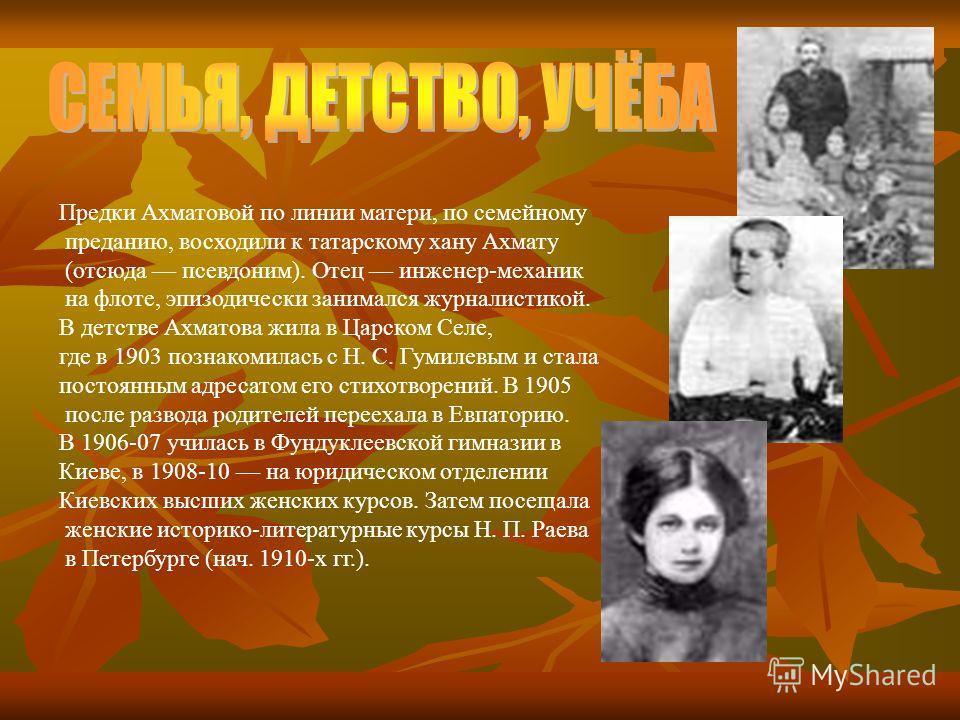 СЕМЬЯ, ДЕТСТВО, УЧЁБА
Предки Ахматовой по линии матери, по семейному
преданию, восходили к татарскому хану Ахмату
(отсюда — псевдоним). Отец — инженер-механик
на флоте, эпизодически занимался журналистикой.
В детстве Ахматова жила в Царском Селе,
где в 1903 познакомилась с Н. С. Гумилевым и стала
постоянным адресатом его стихотворений. В 1905
после развода родителей переехала в Евпаторию.
В 1906-07 училась в Фундуклеевской гимназии в
Киеве, в 1908-10 — на юридическом отделении
Киевских высших женских курсов. Затем посещала
женские историко-литературные курсы Н. П. Раева
в Петербурге (нач. 1910-х гг.).
MyShared